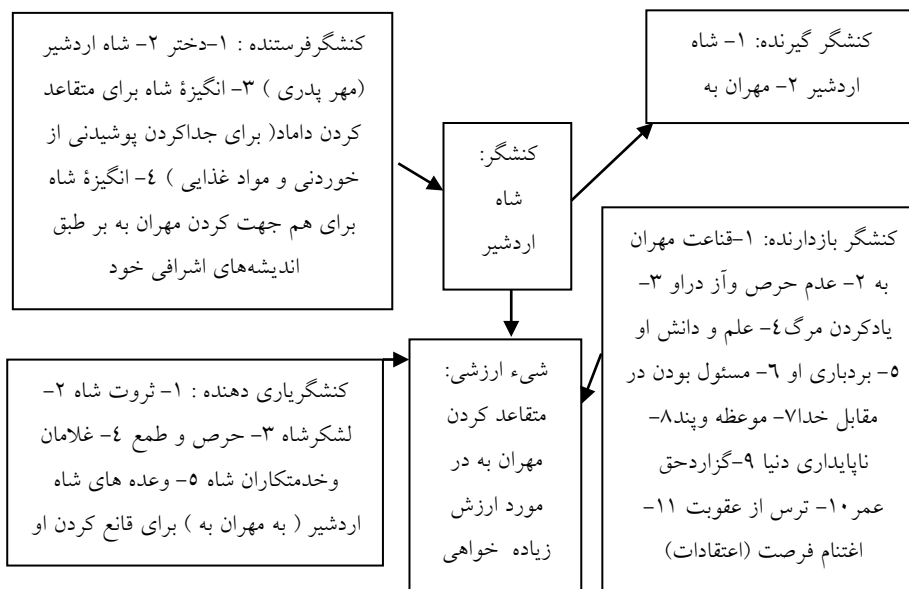 کنشگر گیرنده: ۱- شاه
اردشیر ۲- مهران به
کنشگرفرستنده : ۱-دختر ۲- شاه اردشیر
(مهر پدری ) ۳- انگیزۀ شاه برای متقاعد
کردن داماد( برای جداکردن پوشیدنی از
خوردنی و مواد غذایی ) ٤- انگیزۀ شاه
برای هم جهت کردن مهران به بر طبق
اندیشه‌های اشرافی خود
کنشگر:
شاه
اردشیر
کنشگر بازدارنده: ۱-قناعت مهران
به ۲- عدم حرص وآز دراو ۳-
یادکردن مرگ٤- علم و دانش او
٥- بردباری او ٦- مسئول بودن در
مقابل خدا۷- موعظه وپند۸-
ناپایداری دنیا ۹-گزاردحق
عمر۱۰- ترس از عقوبت ۱۱-
اغتنام فرصت (اعتقادات)
شیء ارزشی:
متقاعد کردن
مهران به در
مورد ارزش
زیاده خواهی
کنشگریاری دهنده : ۱- ثروت شاه ۲-
لشکرشاه ۳- حرص و طمع ٤- غلامان
وخدمتکاران شاه ٥- وعده های شاه
اردشیر ( به مهران به ) برای قانع کردن او